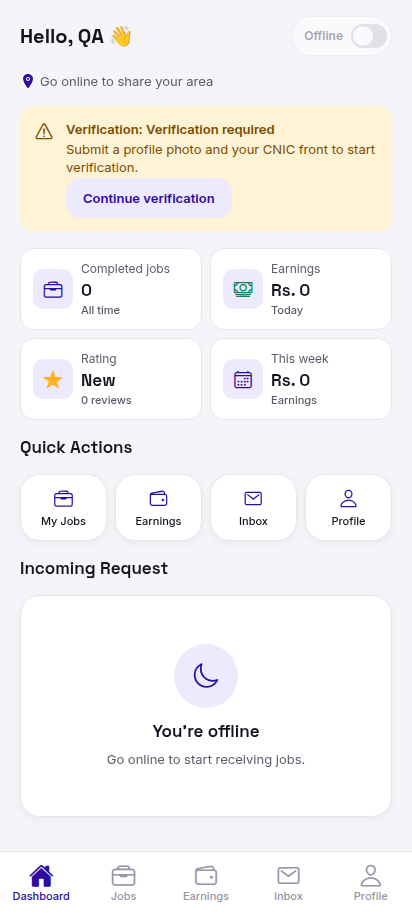 Hello, QA 👋
Offline
Go online to share your area
Verification: Verification required
Submit a profile photo and your CNIC front to start
verification.
Continue verification
Completed jobs
0
All time
Earnings
Rs. 0
Today
Rating
New
0 reviews
This week
Rs. 0
Earnings
Quick Actions
My Jobs
Earnings
Inbox
Profile
Incoming Request
You're offline
Go online to start receiving jobs.
Dashboard
Jobs
Earnings
Inbox
Profile